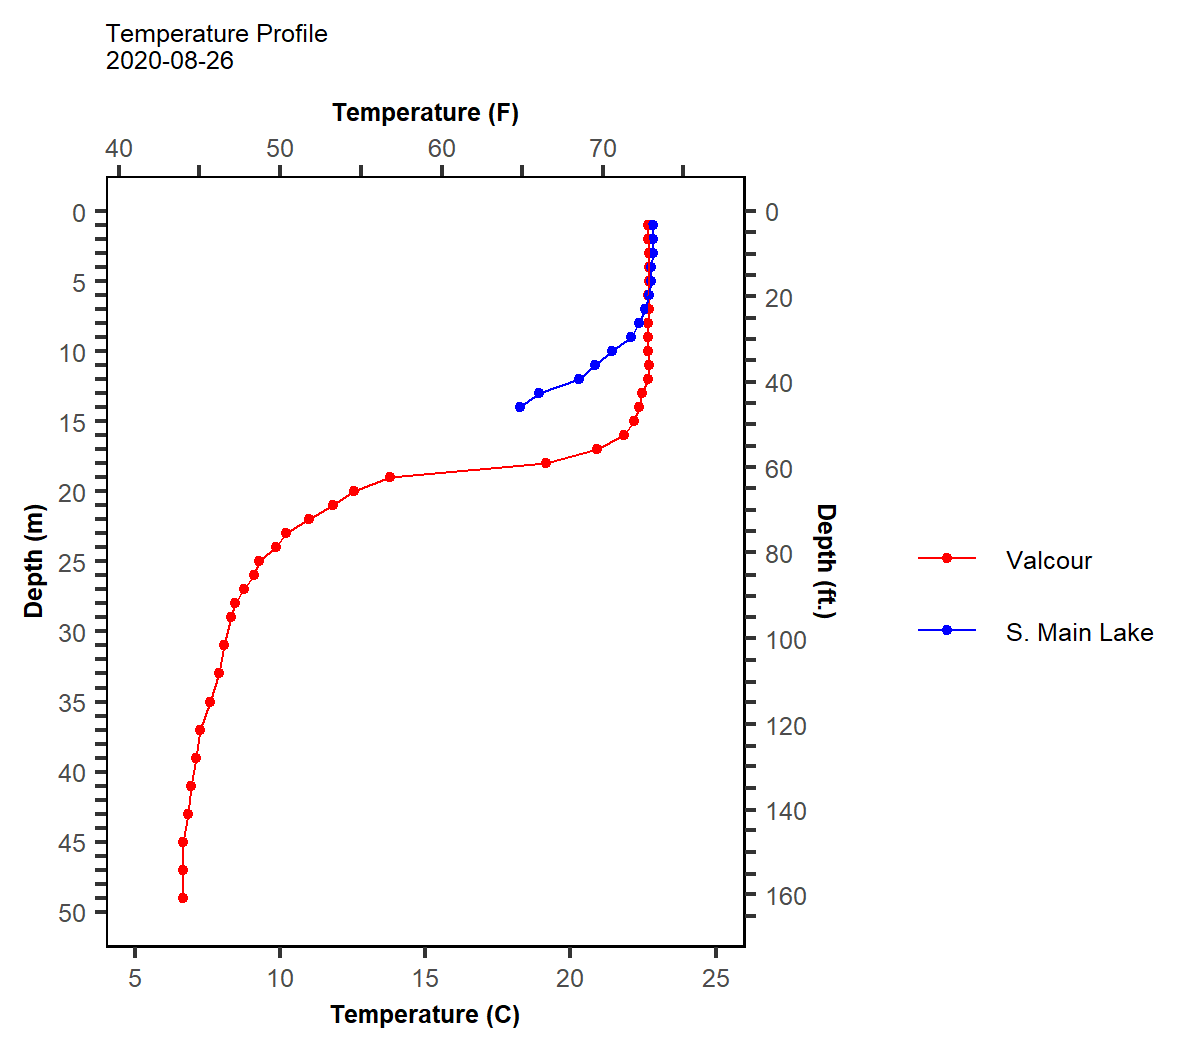 Temperature Profile
2020-08-26
Temperature (F)
40 50 60 70
0
5
10
15
20
25
30
35
40
45
50
Depth (m)
0
20
40
60
80
100
120
140
160
Depth (ft.)
5 10 15 20 25
Temperature (C)
Valcour
S. Main Lake